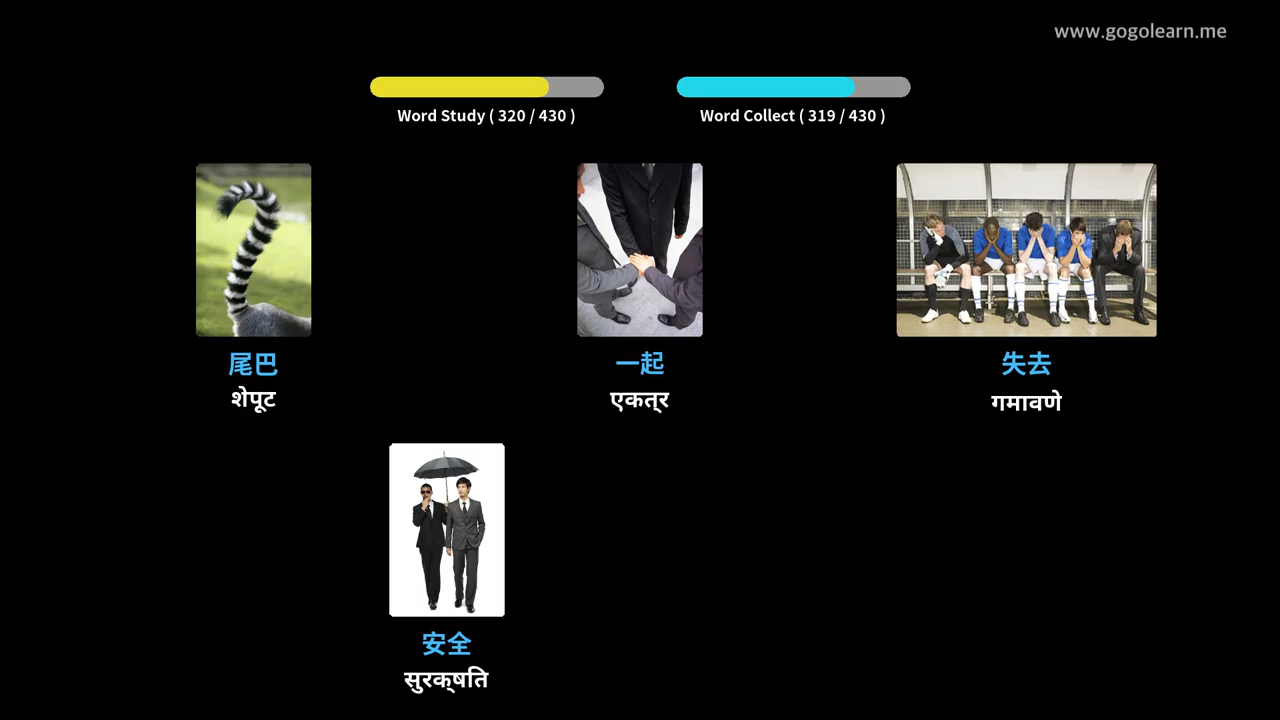 www.gogolearn.me
Word Study ( 320 / 430 )
Word Collect ( 319 / 430 )
尾巴
शेपूट
一起
एकत्र
失去
गमावणे
安全
सुरक्षति